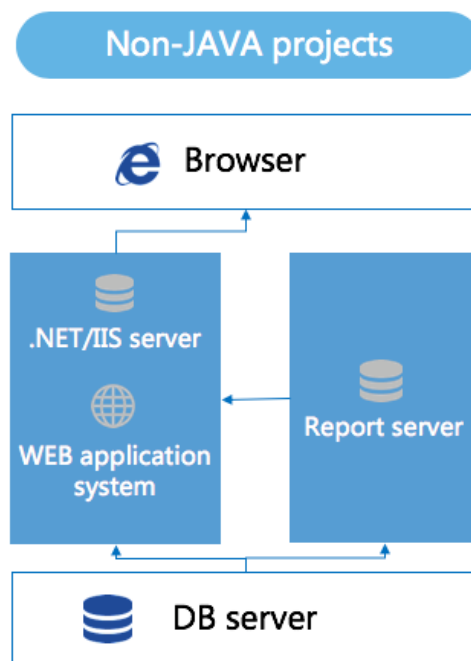 Non-JAVA projects
Browser
.NET/IIS server
WEB application
system
Report server
DB server